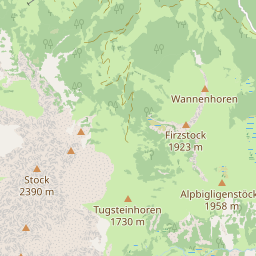 Wannenhoren
Firzstock
1923 m
Stock
2390 m
Alpbigligenstock
1958 m
Tugsteinhoren
1730 m